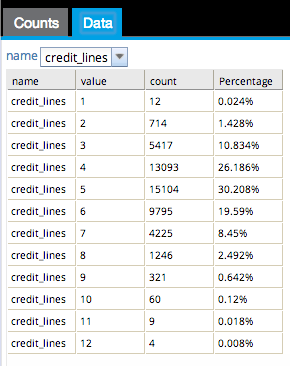 Counts Data
name credit_lines
name value count Percentage
credit_lines 1 12 0.024%
credit_lines 2 714 1.428%
credit_lines 3 5417 10.834%
credit_lines 4 13093 26.186%
credit_lines 5 15104 30.208%
credit_lines 6 9795 19.59%
credit_lines 7 4225 8.45%
credit_lines 8 1246 2.492%
credit_lines 9 321 0.642%
credit_lines 10 60 0.12%
credit_lines 11 9 0.018%
credit_lines 12 4 0.008%